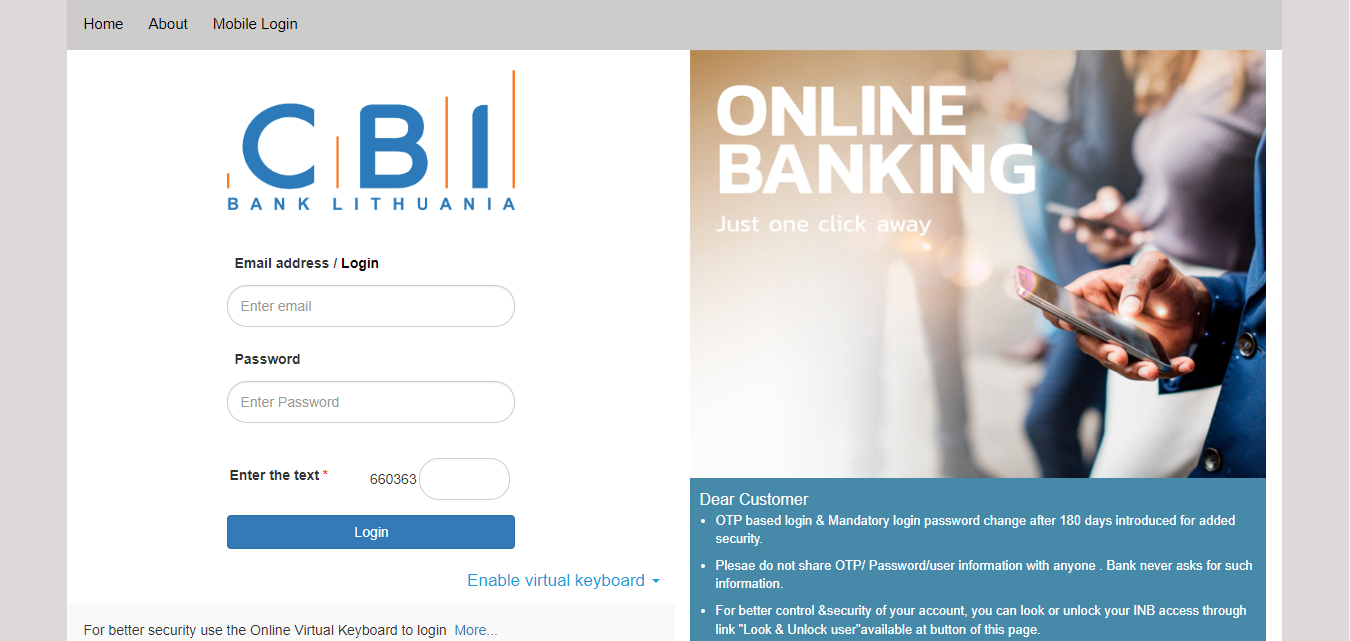 Home About Mobile Login
CBI
BANK LITHUANIA
Email address / Login
Enter email
Password
Enter Password
Enter the text * 660363
Login
Enable virtual keyboard
For better security use the Online Virtual Keyboard to login More...
ONLINE
BANKING
Just one click away
Dear Customer
• OTP based login & Mandatory login password change after 180 days introduced for added
security.
• Plesae do not share OTP/ Password/user information with anyone . Bank never asks for such
information.
• For better control &security of your account, you can look or unlock your INB access through
link "Look & Unlock user"available at button of this page.